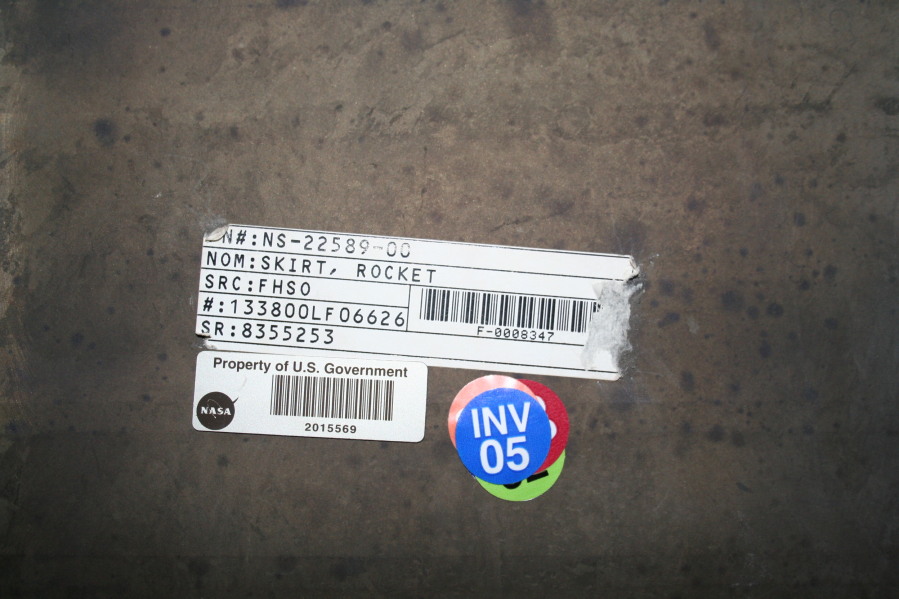 N#:NS-22589-00
NOM:SKIRT, ROCKET
SRC:FHSO
#:133800LF06626
SR:8355253
F-0008347
Property of U.S. Government
NASA
2015569
INV
05